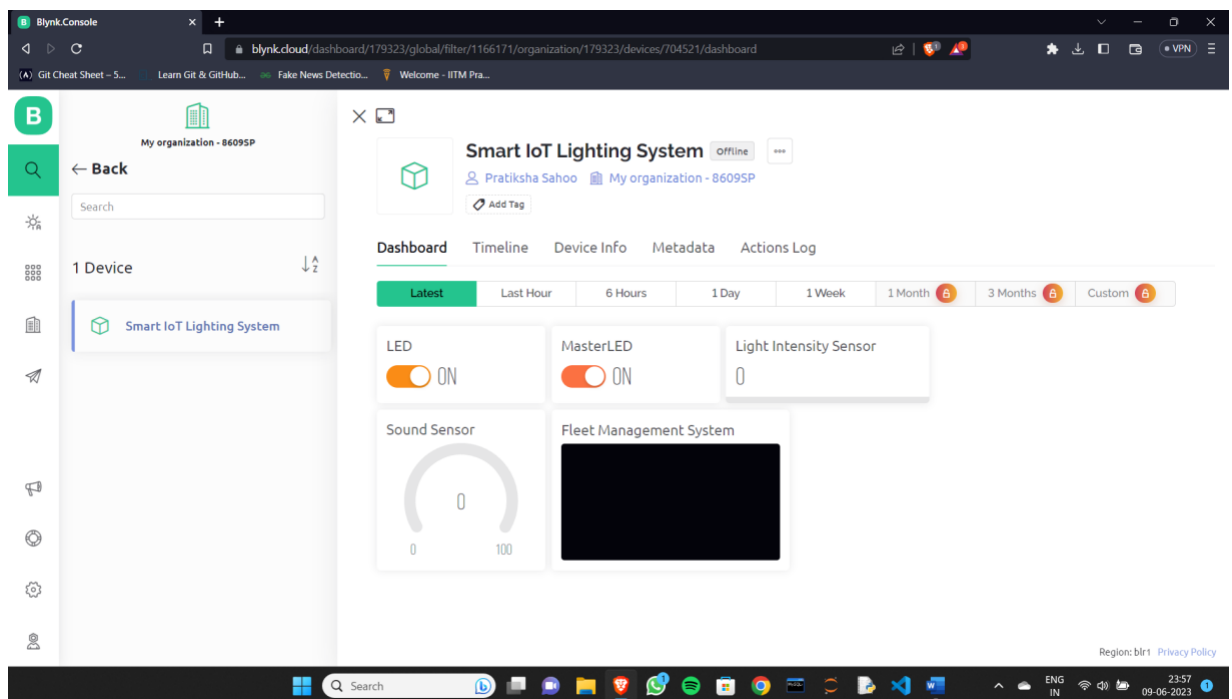 B Blynk.Console
blynk.cloud/dashboard/179323/global/filter/1166171/organization/179323/devices/704521/dashboard
VPN
(A) Git Cheat Sheet – 5...
Learn Git & GitHub...
Fake News Detectio...
Welcome - IITM Pra...
B
My organization - 8609SP
Back
Search
1 Device
A
Z
Smart IoT Lighting System
Smart IoT Lighting System
Offline
Pratiksha Sahoo
My organization - 8609SP
Add Tag
Dashboard
Timeline
Device Info
Metadata
Actions Log
Latest
Last Hour
6 Hours
1 Day
1 Week
1 Month
3 Months
Custom
LED
ON
MasterLED
ON
Light Intensity Sensor
0
Sound Sensor
0
0
100
Fleet Management System
Region: blr1
Privacy Policy
Search
ENG
IN
23:57
09-06-2023
1